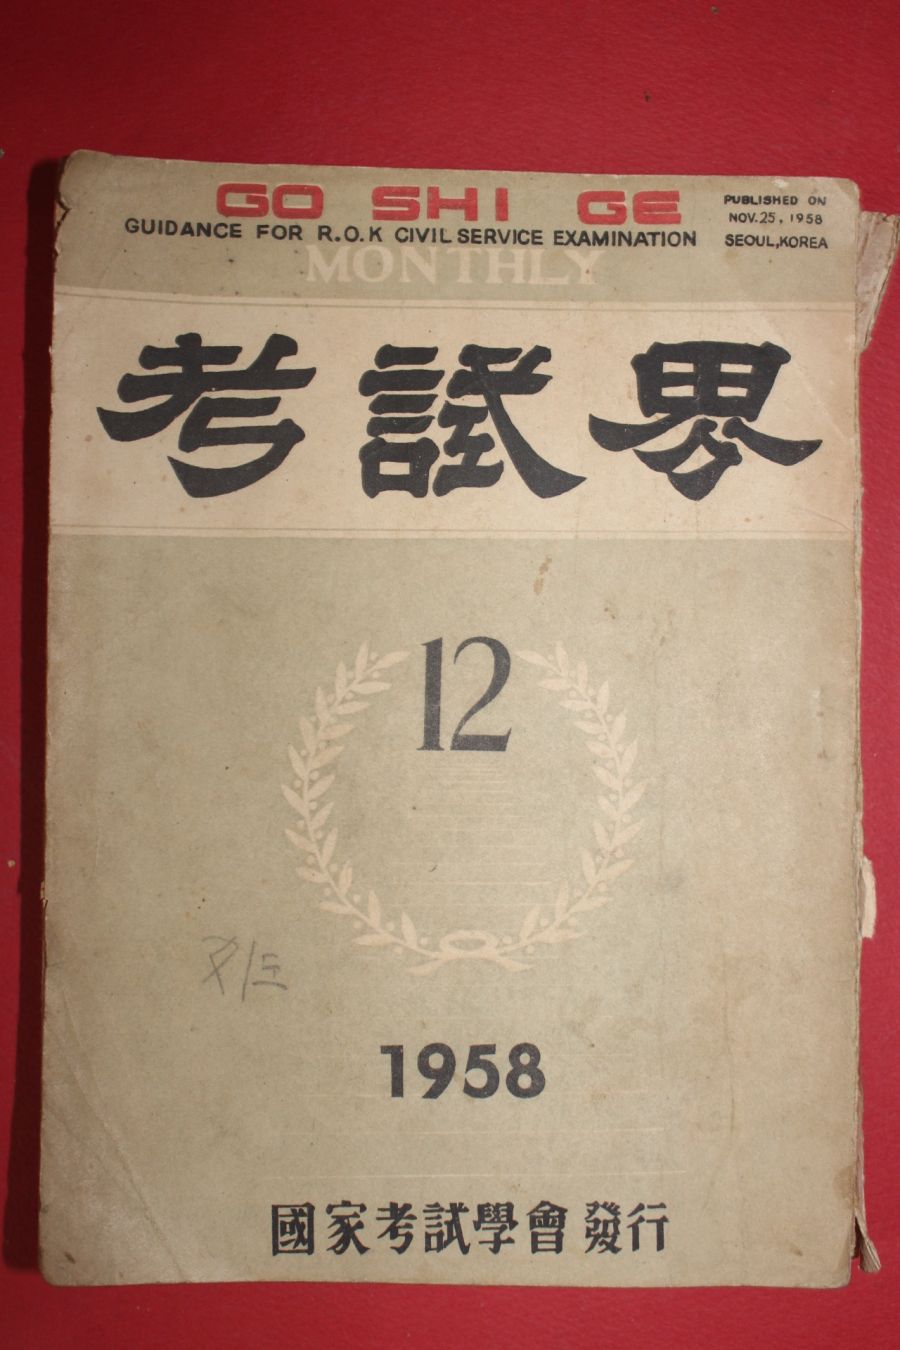 GO SHI GE
GUIDANCE FOR R.O.K CIVIL SERVICE EXAMINATION
PUBLISHED ON
NOV.25, 1958
SEOUL,KOREA
MONTHLY
考試界
12
1958
國家考試學會 發行